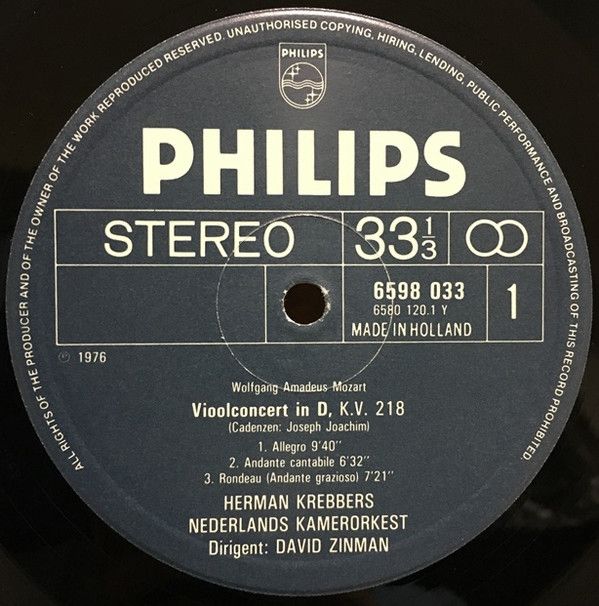 ALL RIGHTS OF THE PRODUCER AND OF THE OWNER OF THE WORK REPRODUCED RESERVED. UNAUTHORISED COPYING, HIRING, LENDING, PUBLIC PERFORMANCE AND BROADCASTING OF THIS RECORD PROHIBITED.
PHILIPS
PHILIPS
STEREO 33 1/3
6598 033 1
6580 120.1 Y
MADE IN HOLLAND
℗ 1976
Wolfgang Amadeus Mozart
Vioolconcert in D, K.V. 218
(Cadenzen: Joseph Joachim)
1. Allegro 9'40''
2. Andante cantabile 6'32''
3. Rondeau (Andante grazioso) 7'21''
HERMAN KREBBERS
NEDERLANDS KAMERORKEST
Dirigent: DAVID ZINMAN